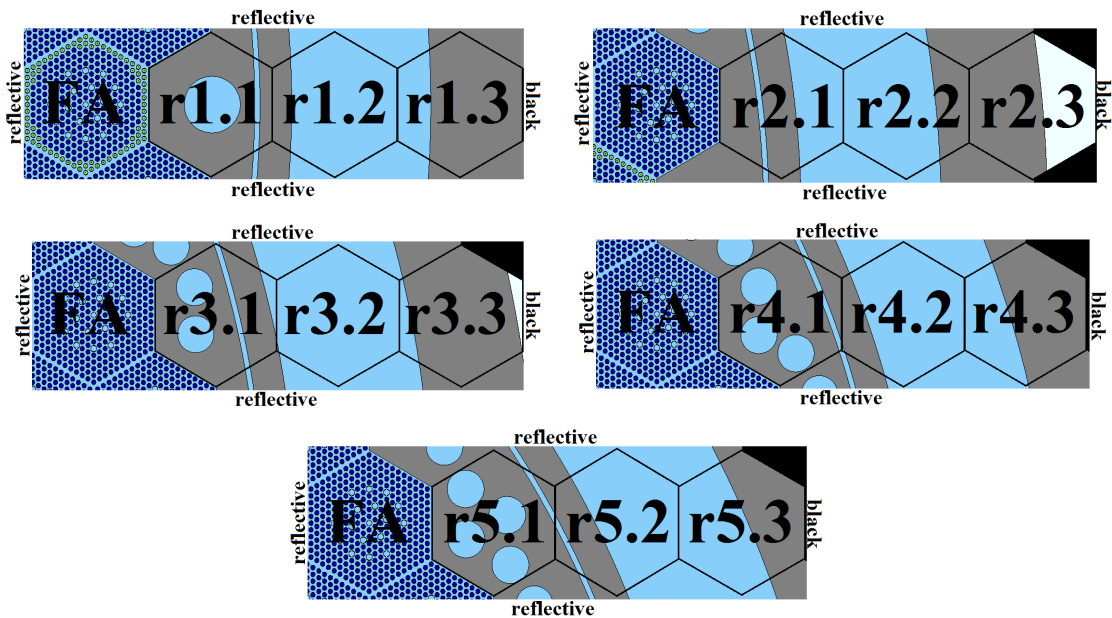 reflective
reflective
FA r1.1 r1.2 r1.3
black
reflective
reflective
reflective
FA r2.1 r2.2 r2.3
black
reflective
reflective
reflective
FA r3.1 r3.2 r3.3
black
reflective
reflective
reflective
FA r4.1 r4.2 r4.3
black
reflective
reflective
reflective
FA r5.1 r5.2 r5.3
black
reflective